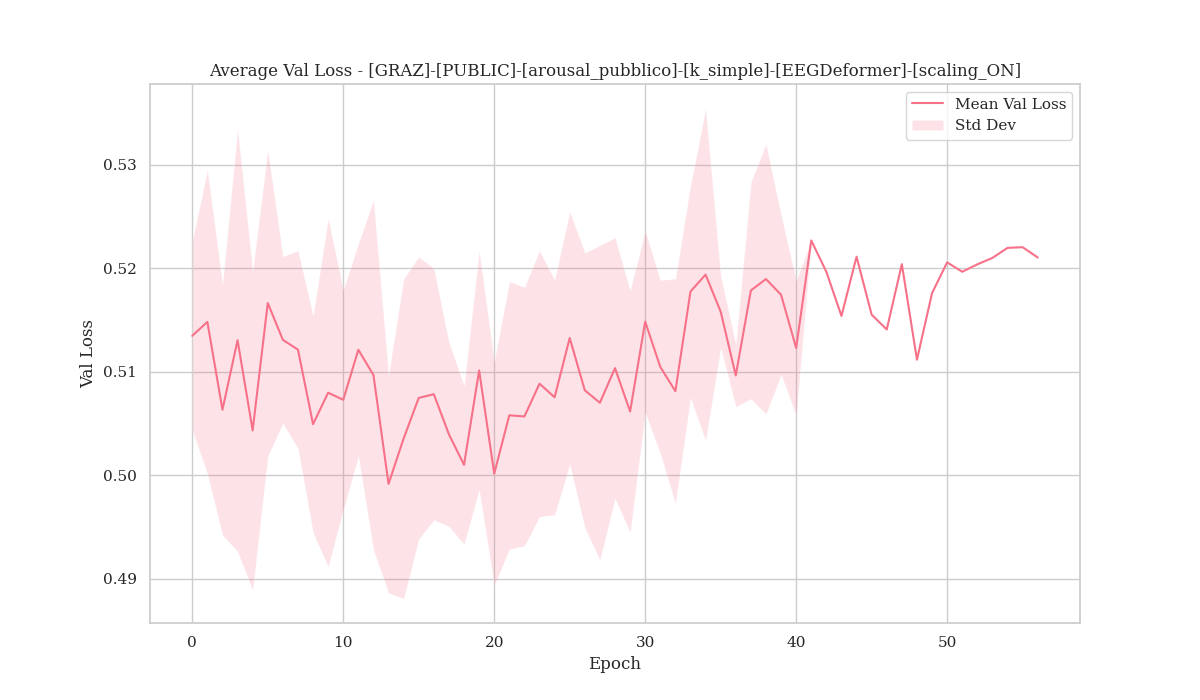 Average Val Loss - [GRAZ]-[PUBLIC]-[arousal_pubblico]-[k_simple]-[EEGDeformer]-[scaling_ON]
Mean Val Loss
Std Dev
0.53
0.52
0.51
0.50
0.49
Val Loss
0 10 20 30 40 50
Epoch